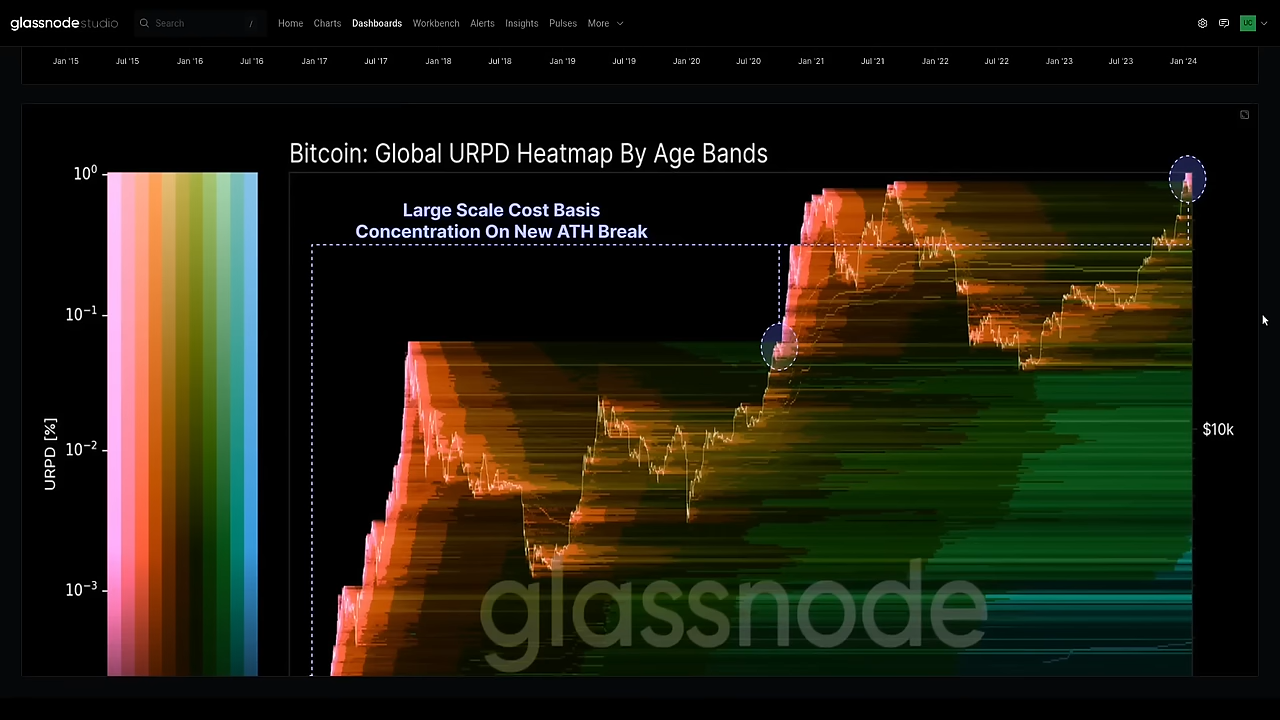 glassnode studio Search / Home Charts Dashboards Workbench Alerts Insights Pulses More UC
Jan '15 Jul '15 Jan '16 Jul '16 Jan '17 Jul '17 Jan '18 Jul '18 Jan '19 Jul '19 Jan '20 Jul '20 Jan '21 Jul '21 Jan '22 Jul '22 Jan '23 Jul '23 Jan '24
Bitcoin: Global URPD Heatmap By Age Bands
10⁰
Large Scale Cost Basis
Concentration On New ATH Break
10⁻¹
$10k
10⁻²
URPD [%]
10⁻³
glassnode